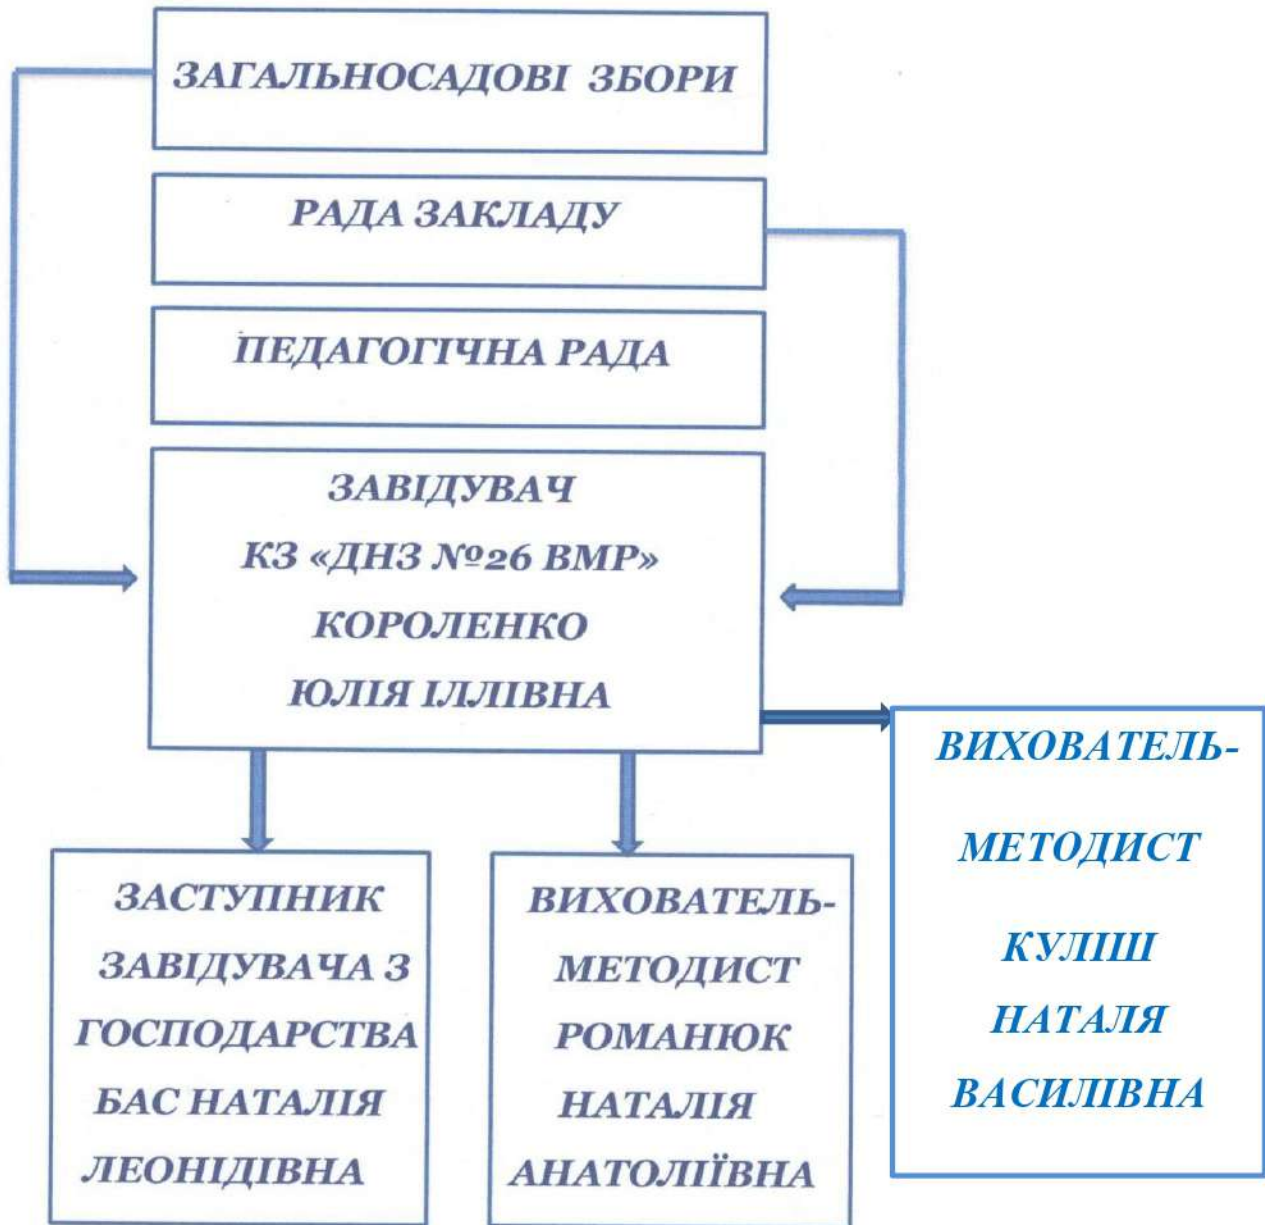 ЗАГАЛЬНОСАДОВІ ЗБОРИ
РАДА ЗАКЛАДУ
ПЕДАГОГІЧНА РАДА
ЗАВІДУВАЧ
КЗ «ДНЗ №26 ВМР»
КОРОЛЕНКО
ЮЛІЯ ІЛЛІВНА
ЗАСТУПНИК
ЗАВІДУВАЧА З
ГОСПОДАРСТВА
БАС НАТАЛІЯ
ЛЕОНІДІВНА
ВИХОВАТЕЛЬ-
МЕТОДИСТ
РОМАНЮК
НАТАЛІЯ
АНАТОЛІЇВНА
ВИХОВАТЕЛЬ-
МЕТОДИСТ
КУЛІШ
НАТАЛЯ
ВАСИЛІВНА